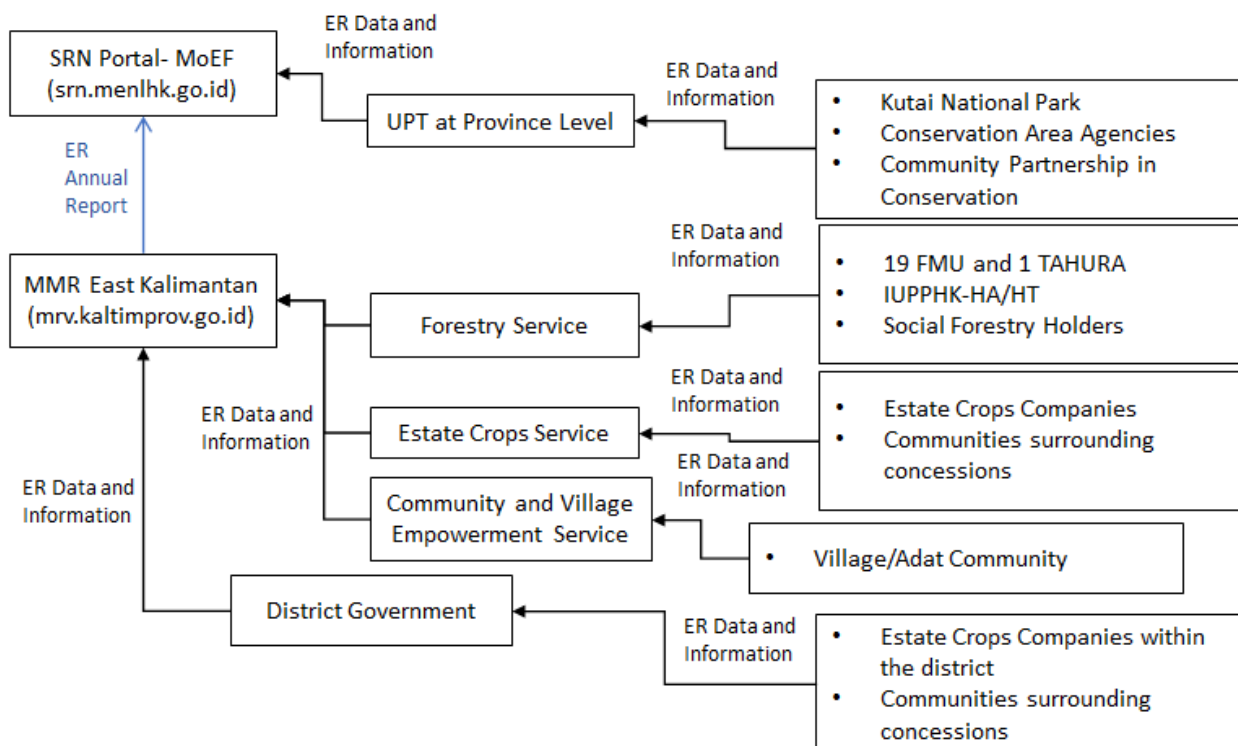 ER Data and
Information
SRN Portal- MoEF
(srn.menlhk.go.id)
ER Data and
Information
UPT at Province Level
• Kutai National Park
• Conservation Area Agencies
• Community Partnership in
Conservation
ER
Annual
Report
ER Data and
Information
MMR East Kalimantan
(mrv.kaltimprov.go.id)
Forestry Service
• 19 FMU and 1 TAHURA
• IUPPHK-HA/HT
• Social Forestry Holders
ER Data and
Information
ER Data and
Information
Estate Crops Service
• Estate Crops Companies
• Communities surrounding
concessions
ER Data and
Information
ER Data and
Information
Community and Village
Empowerment Service
• Village/Adat Community
District Government
ER Data and
Information
• Estate Crops Companies within
the district
• Communities surrounding
concessions